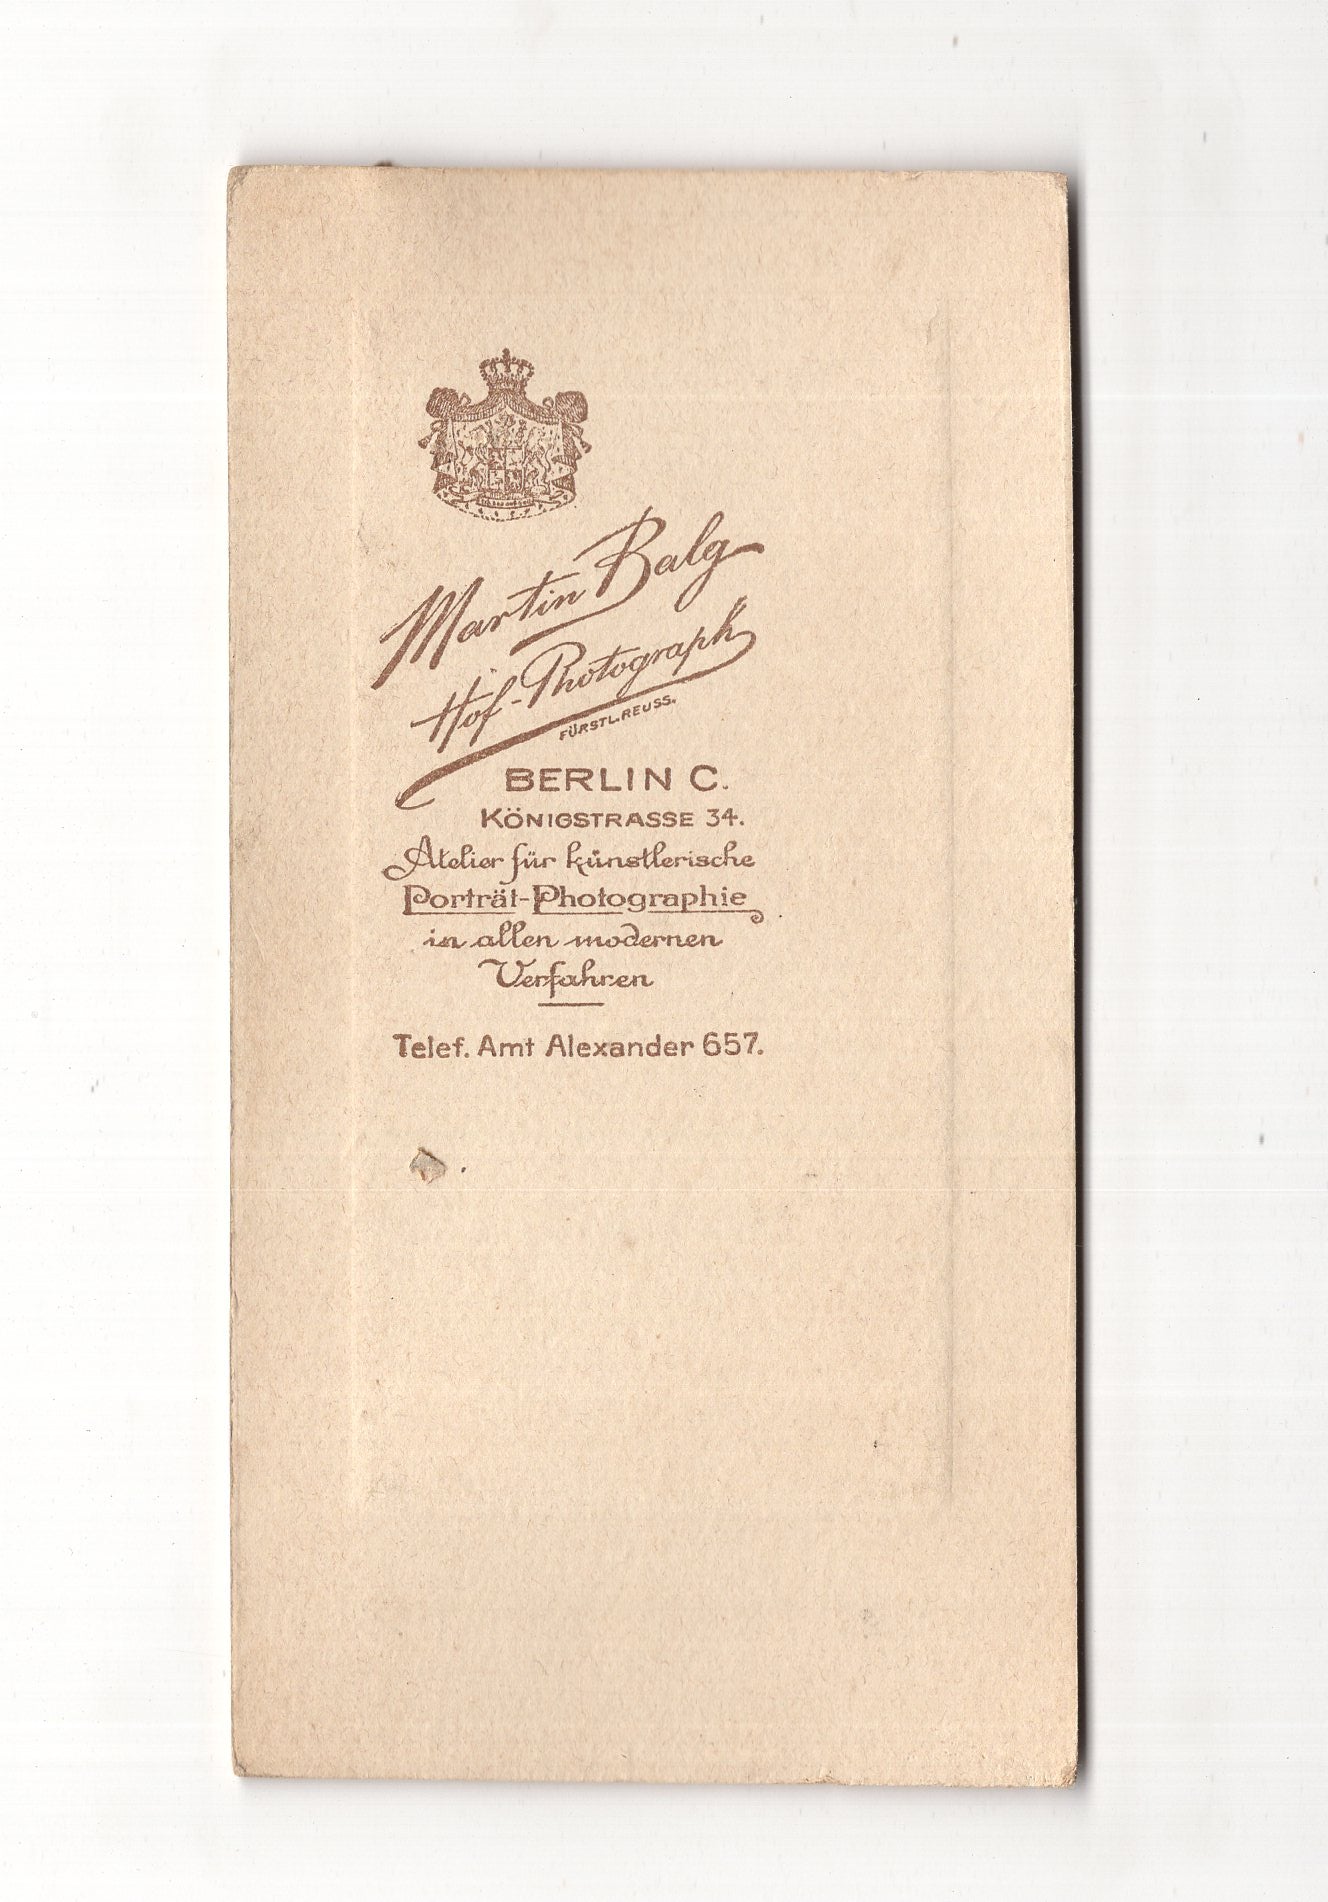 Martin Balg
Hof-Photograph
FÜRSTL. REUSS.
BERLIN C.
KÖNIGSTRASSE 34.
Atelier für künstlerische
Porträt-Photographie
in allen modernen
Verfahren
Telef. Amt Alexander 657.